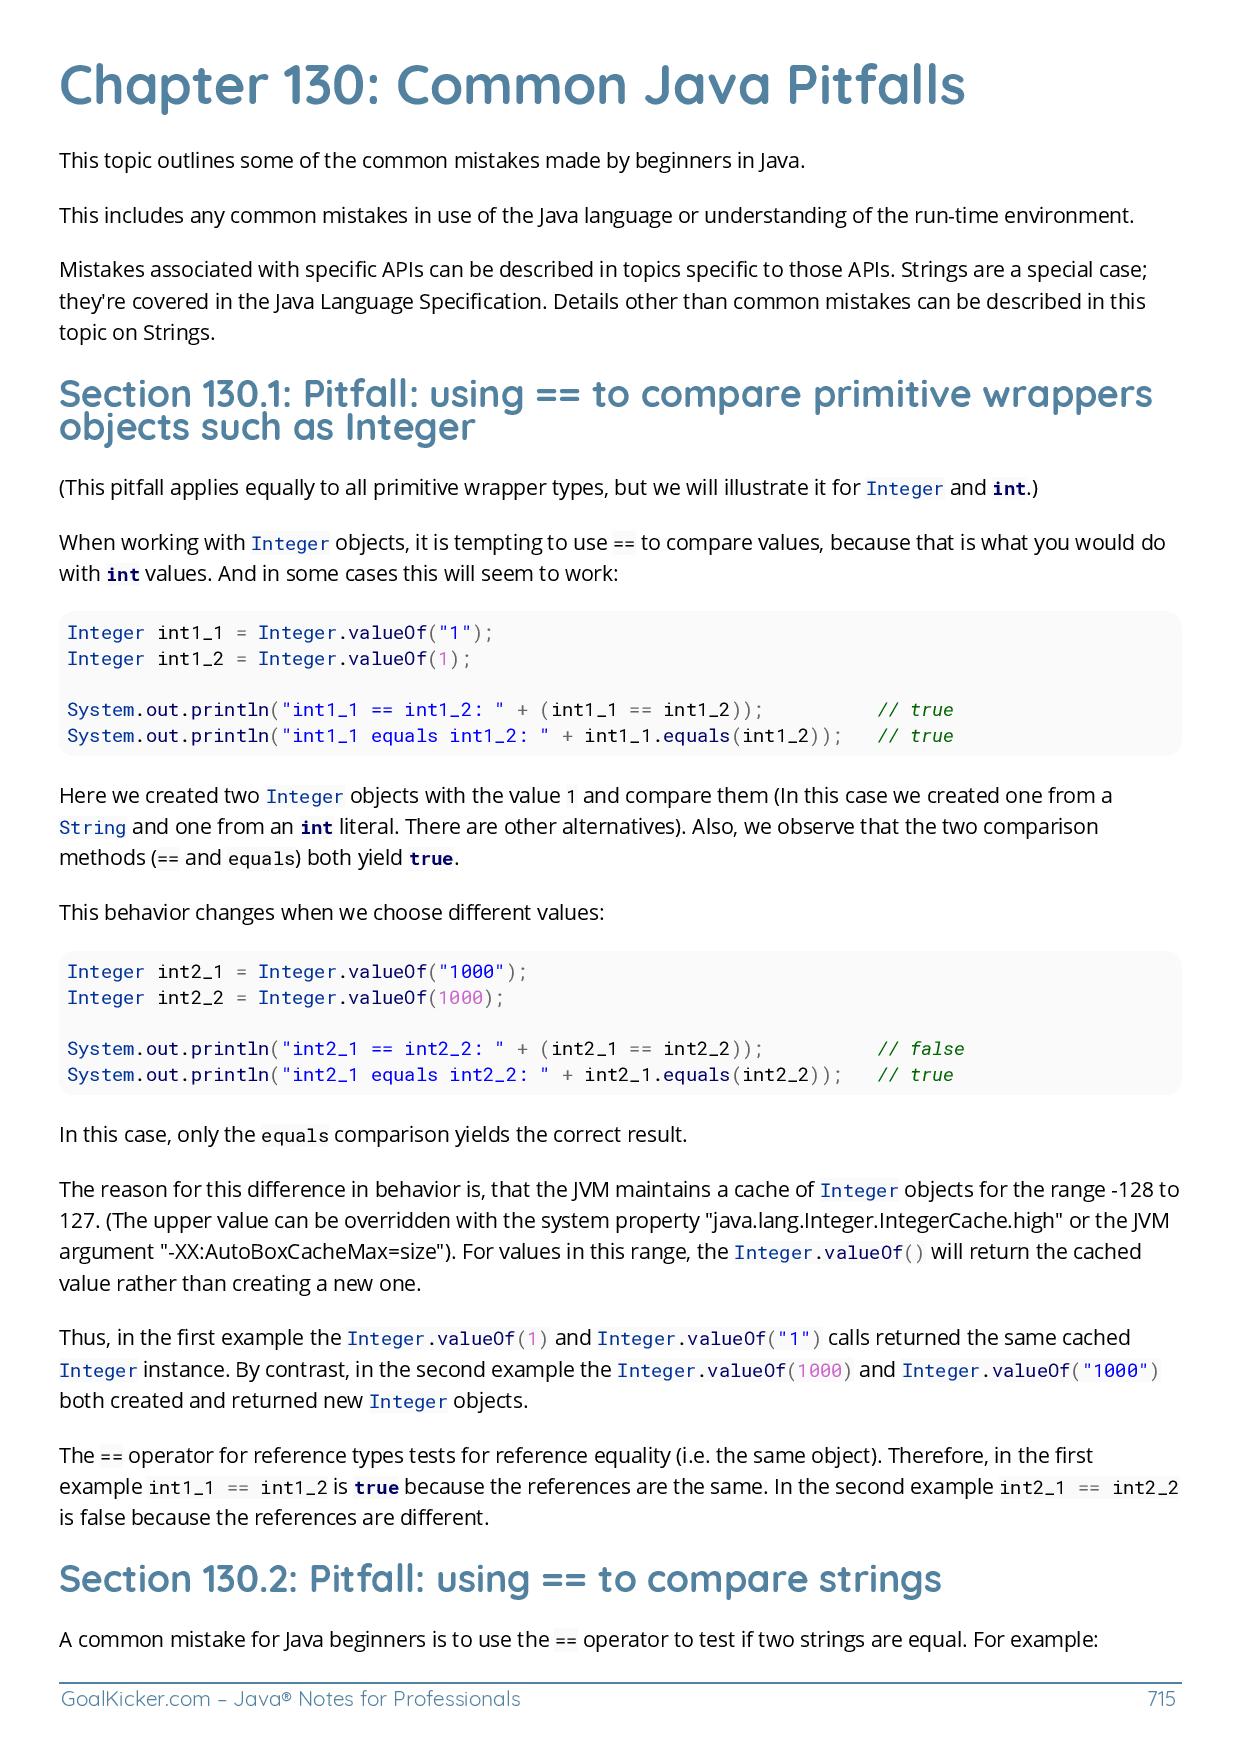 Chapter 130: Common Java Pitfalls
This topic outlines some of the common mistakes made by beginners in Java.
This includes any common mistakes in use of the Java language or understanding of the run-time environment.
Mistakes associated with specific APIs can be described in topics specific to those APIs. Strings are a special case;
they're covered in the Java Language Specification. Details other than common mistakes can be described in this
topic on Strings.
Section 130.1: Pitfall: using == to compare primitive wrappers
objects such as Integer
(This pitfall applies equally to all primitive wrapper types, but we will illustrate it for Integer and int.)
When working with Integer objects, it is tempting to use == to compare values, because that is what you would do
with int values. And in some cases this will seem to work:
Integer int1_1 = Integer.valueOf("1");
Integer int1_2 = Integer.valueOf(1);
System.out.println("int1_1 == int1_2: " + (int1_1 == int1_2));          // true
System.out.println("int1_1 equals int1_2: " + int1_1.equals(int1_2));   // true
Here we created two Integer objects with the value 1 and compare them (In this case we created one from a
String and one from an int literal. There are other alternatives). Also, we observe that the two comparison
methods (== and equals) both yield true.
This behavior changes when we choose different values:
Integer int2_1 = Integer.valueOf("1000");
Integer int2_2 = Integer.valueOf(1000);
System.out.println("int2_1 == int2_2: " + (int2_1 == int2_2));          // false
System.out.println("int2_1 equals int2_2: " + int2_1.equals(int2_2));   // true
In this case, only the equals comparison yields the correct result.
The reason for this difference in behavior is, that the JVM maintains a cache of Integer objects for the range -128 to
127. (The upper value can be overridden with the system property "java.lang.Integer.IntegerCache.high" or the JVM
argument "-XX:AutoBoxCacheMax=size"). For values in this range, the Integer.valueOf() will return the cached
value rather than creating a new one.
Thus, in the first example the Integer.valueOf(1) and Integer.valueOf("1") calls returned the same cached
Integer instance. By contrast, in the second example the Integer.valueOf(1000) and Integer.valueOf("1000")
both created and returned new Integer objects.
The == operator for reference types tests for reference equality (i.e. the same object). Therefore, in the first
example int1_1 == int1_2 is true because the references are the same. In the second example int2_1 == int2_2
is false because the references are different.
Section 130.2: Pitfall: using == to compare strings
A common mistake for Java beginners is to use the == operator to test if two strings are equal. For example:
GoalKicker.com – Java® Notes for Professionals 715